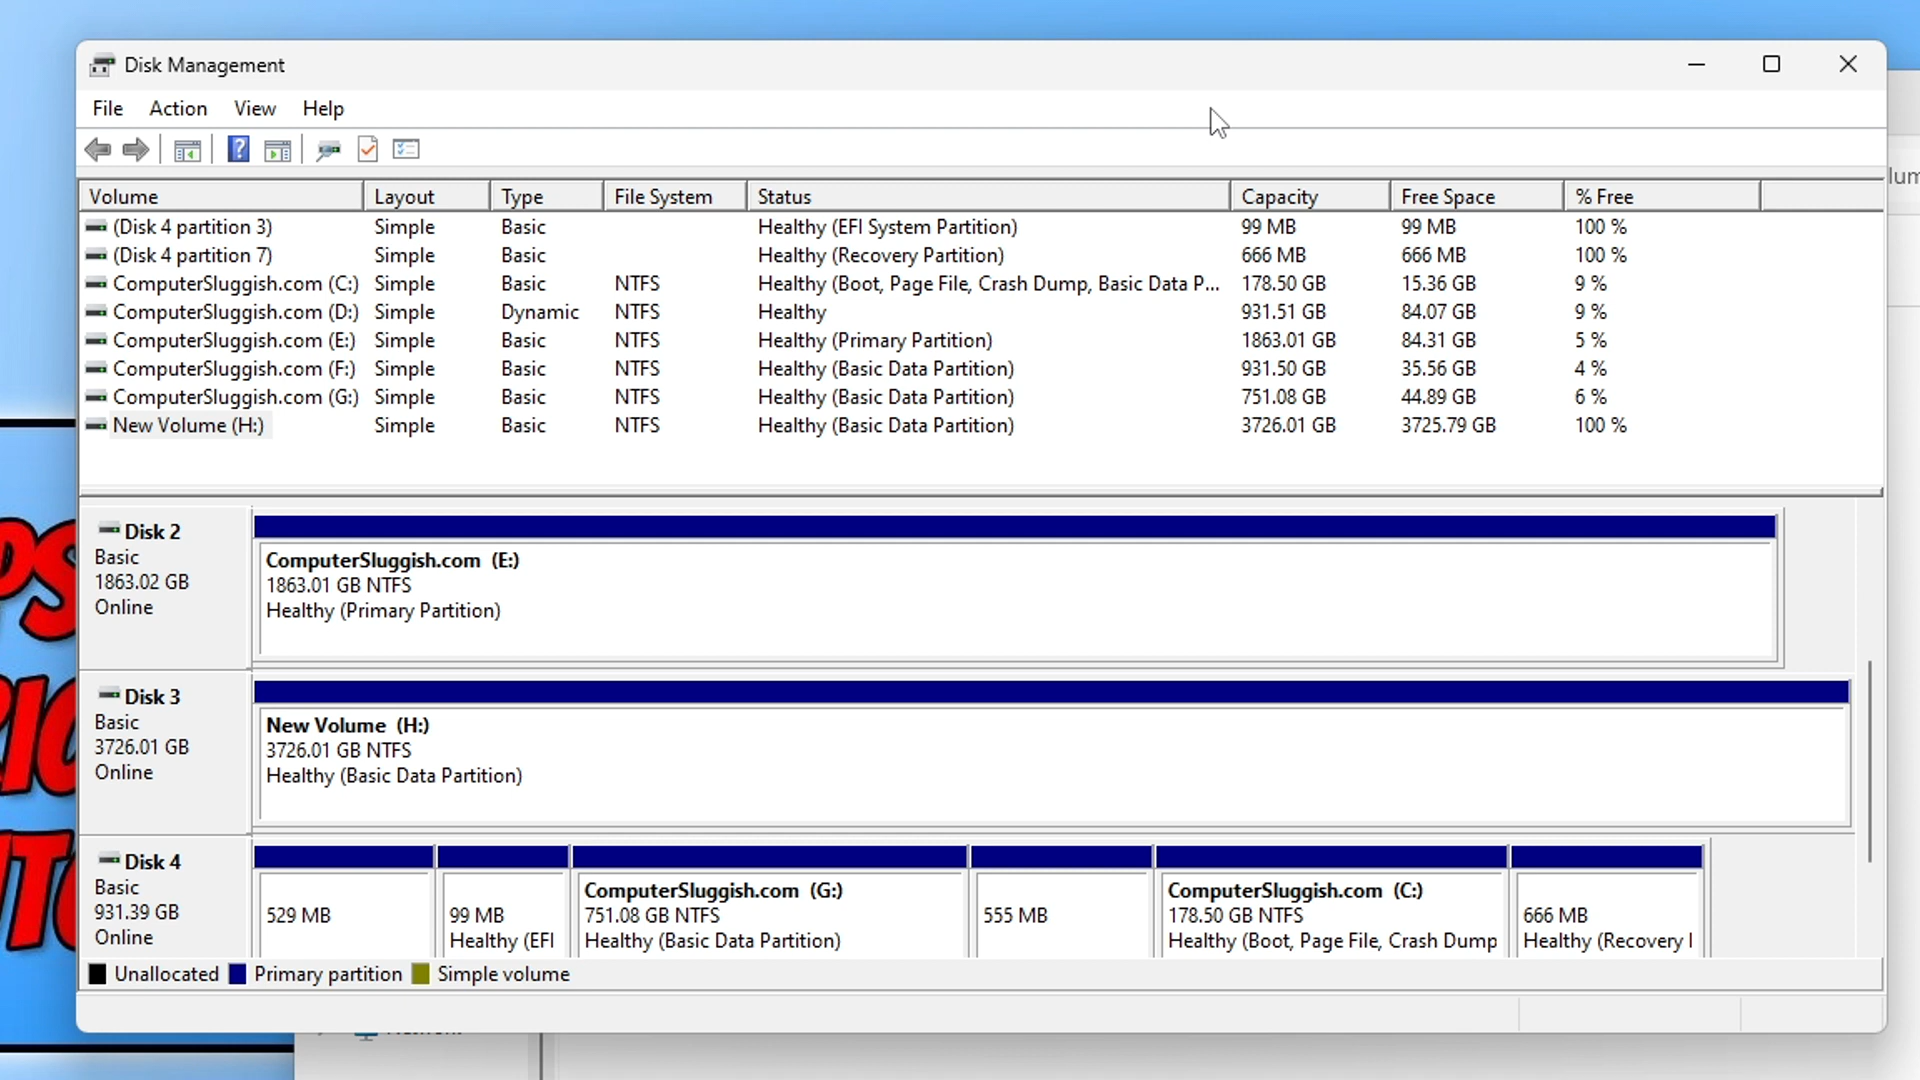 Disk Management
File Action View Help
Volume Layout Type File System Status Capacity Free Space % Free
(Disk 4 partition 3) Simple Basic Healthy (EFI System Partition) 99 MB 99 MB 100 %
(Disk 4 partition 7) Simple Basic Healthy (Recovery Partition) 666 MB 666 MB 100 %
ComputerSluggish.com (C:) Simple Basic NTFS Healthy (Boot, Page File, Crash Dump, Basic Data P... 178.50 GB 15.36 GB 9 %
ComputerSluggish.com (D:) Simple Dynamic NTFS Healthy 931.51 GB 84.07 GB 9 %
ComputerSluggish.com (E:) Simple Basic NTFS Healthy (Primary Partition) 1863.01 GB 84.31 GB 5 %
ComputerSluggish.com (F:) Simple Basic NTFS Healthy (Basic Data Partition) 931.50 GB 35.56 GB 4 %
ComputerSluggish.com (G:) Simple Basic NTFS Healthy (Basic Data Partition) 751.08 GB 44.89 GB 6 %
New Volume (H:) Simple Basic NTFS Healthy (Basic Data Partition) 3726.01 GB 3725.79 GB 100 %
Disk 2
Basic
1863.02 GB
Online
ComputerSluggish.com (E:)
1863.01 GB NTFS
Healthy (Primary Partition)
Disk 3
Basic
3726.01 GB
Online
New Volume (H:)
3726.01 GB NTFS
Healthy (Basic Data Partition)
Disk 4
Basic
931.39 GB
Online
529 MB
99 MB
Healthy (EFI
ComputerSluggish.com (G:)
751.08 GB NTFS
Healthy (Basic Data Partition)
555 MB
ComputerSluggish.com (C:)
178.50 GB NTFS
Healthy (Boot, Page File, Crash Dump
666 MB
Healthy (Recovery
Unallocated Primary partition Simple volume